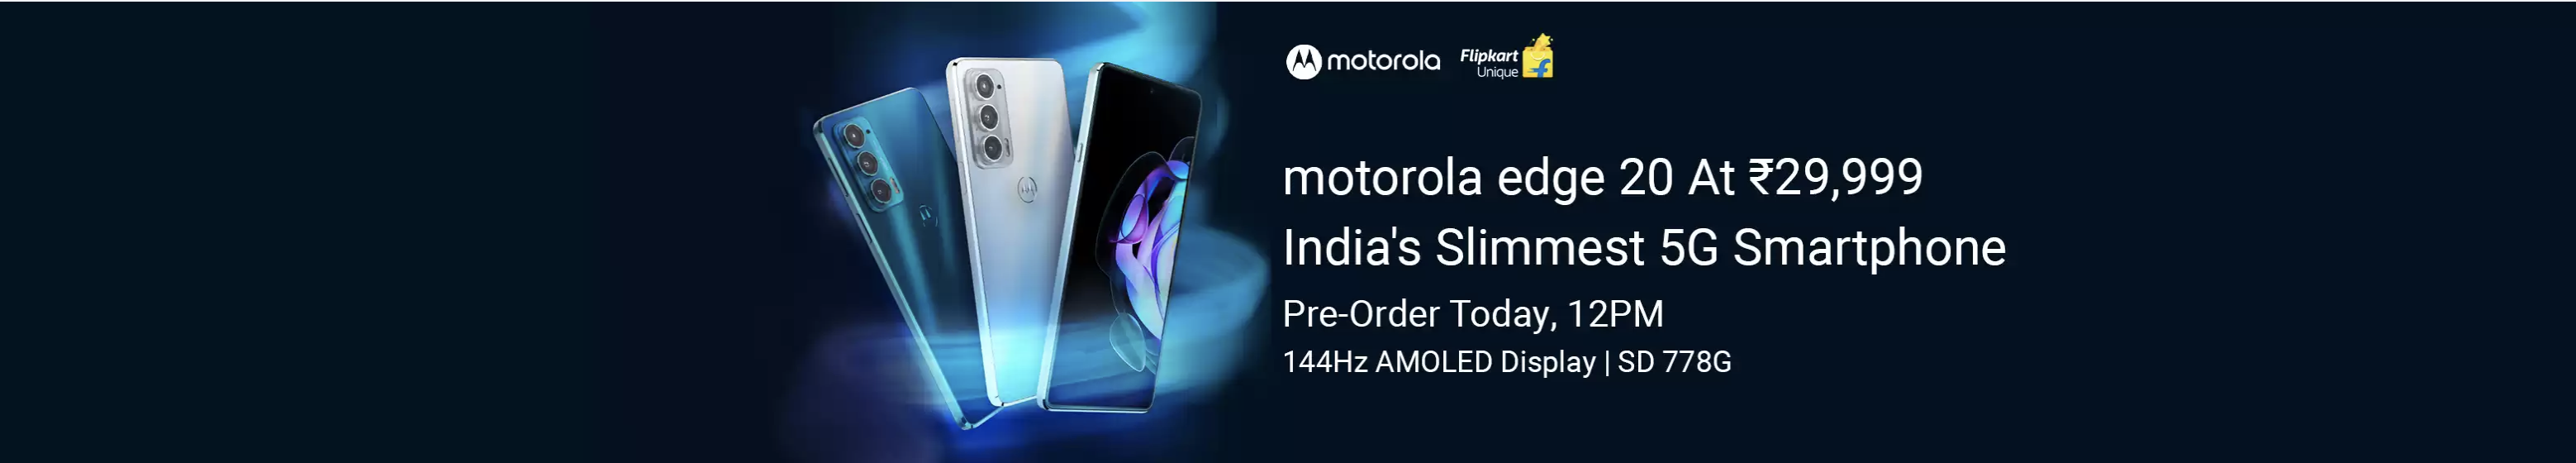 motorola Flipkart
Unique
motorola edge 20 At ₹29,999
India's Slimmest 5G Smartphone
Pre-Order Today, 12PM
144Hz AMOLED Display | SD 778G